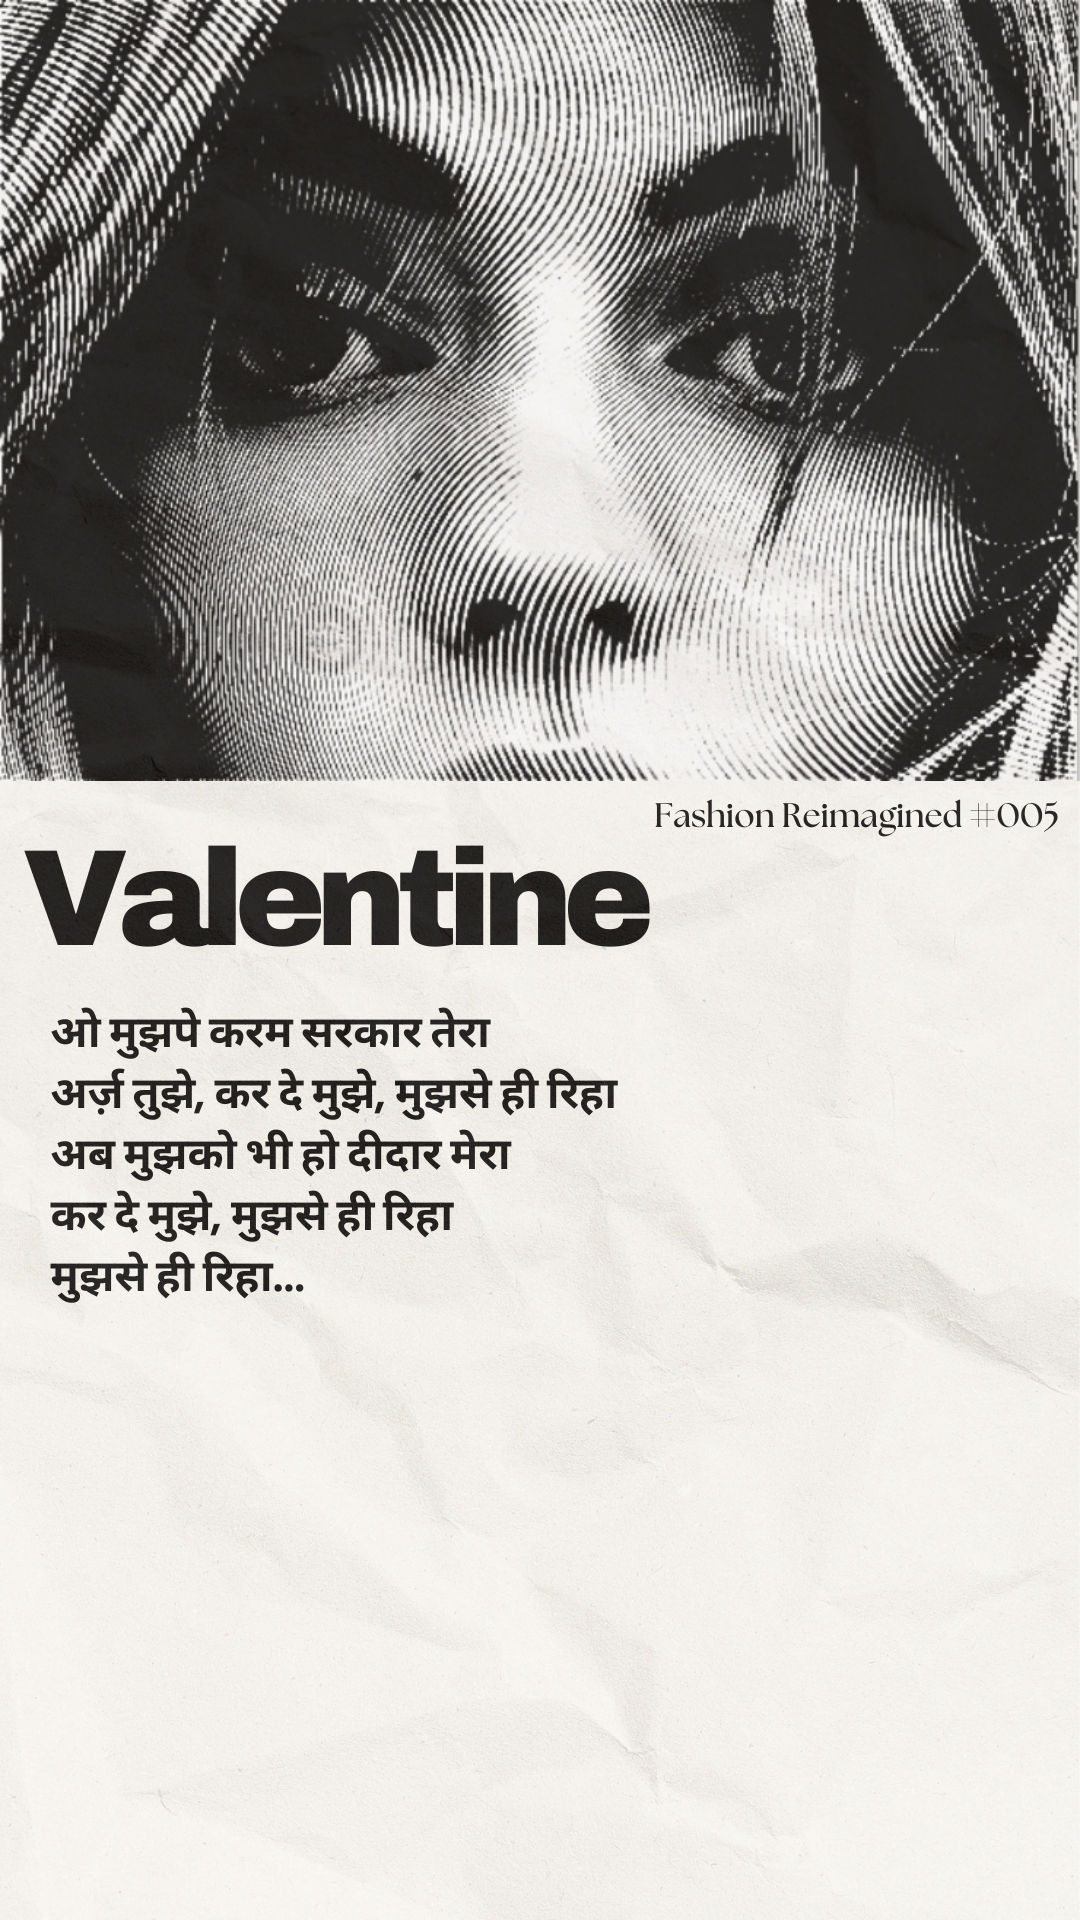 Fashion Reimagined #005
Valentine
ओ मुझपे करम सरकार तेरा
अर्ज़ तुझे, कर दे मुझे, मुझसे ही रिहा
अब मुझको भी हो दीदार मेरा
कर दे मुझे, मुझसे ही रिहा
मुझसे ही रिहा...